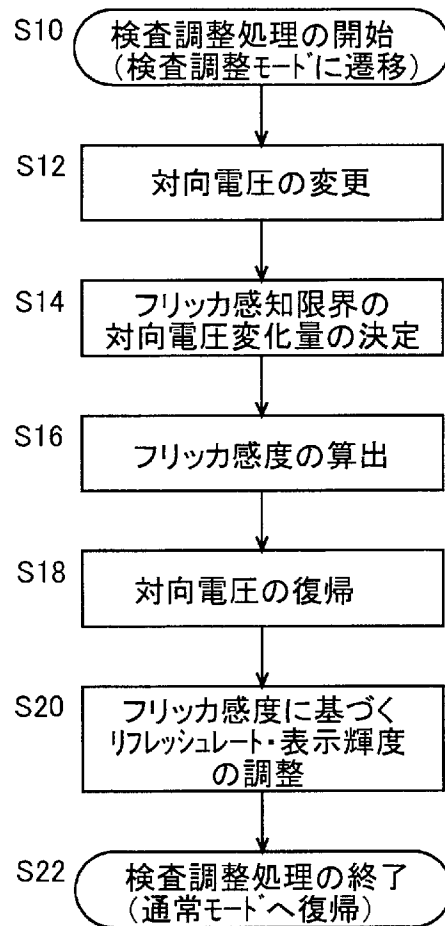 S10
検査調整処理の開始
(検査調整モードに遷移)
S12
対向電圧の変更
S14
フリッカ感知限界の
対向電圧変化量の決定
S16
フリッカ感度の算出
S18
対向電圧の復帰
S20
フリッカ感度に基づく
リフレッシュレート・表示輝度
の調整
S22
検査調整処理の終了
(通常モードへ復帰)